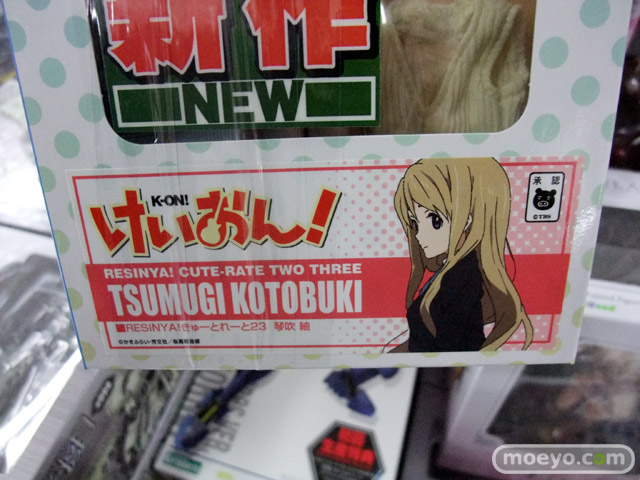 新作
NEW
K-ON!
けいおん!
承認
©TBS
RESINYA! CUTE-RATE TWO THREE
TSUMUGI KOTOBUKI
■RESINYA!きゅーとれーと23 琴吹 紬
©かきふらい・芳文社/桜高軽音部
moeyo.com